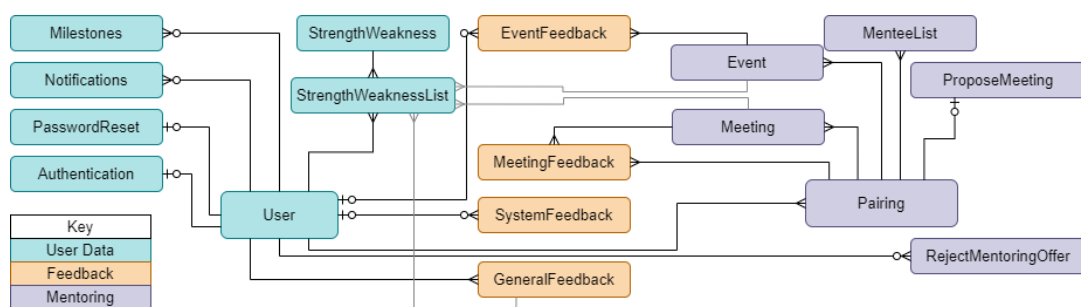 Milestones
StrengthWeakness
EventFeedback
MenteeList
Event
Notifications
StrengthWeaknessList
ProposeMeeting
PasswordReset
Meeting
MeetingFeedback
Authentication
User
SystemFeedback
Pairing
Key
User Data
Feedback
Mentoring
GeneralFeedback
RejectMentoringOffer